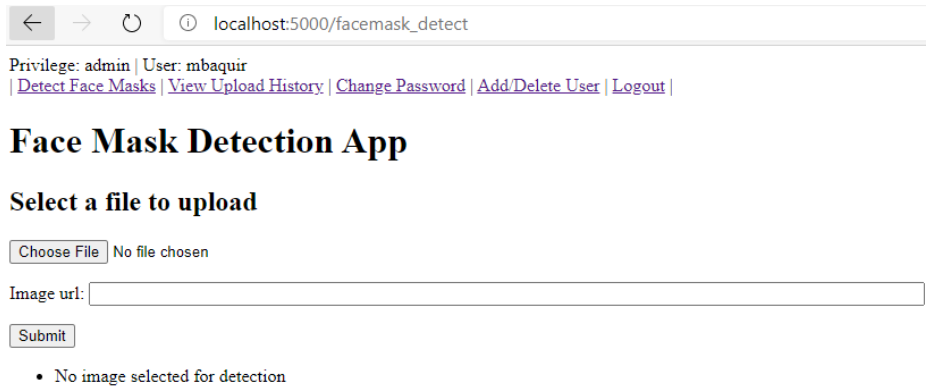 localhost:5000/facemask_detect
Privilege: admin | User: mbaquir
| Detect Face Masks | View Upload History | Change Password | Add/Delete User | Logout |
Face Mask Detection App
Select a file to upload
Choose File No file chosen
Image url:
Submit
• No image selected for detection